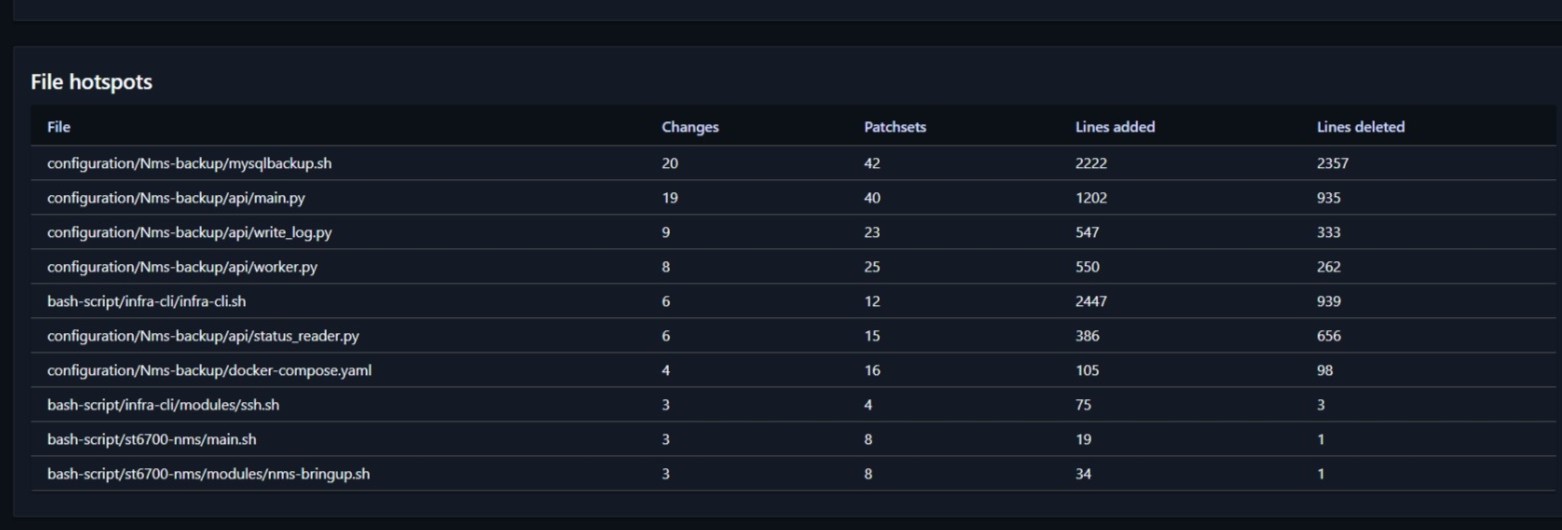 File hotspots
File Changes Patchsets Lines added Lines deleted
configuration/Nms-backup/mysqlbackup.sh 20 42 2222 2357
configuration/Nms-backup/api/main.py 19 40 1202 935
configuration/Nms-backup/api/write_log.py 9 23 547 333
configuration/Nms-backup/api/worker.py 8 25 550 262
bash-script/infra-cli/infra-cli.sh 6 12 2447 939
configuration/Nms-backup/api/status_reader.py 6 15 386 656
configuration/Nms-backup/docker-compose.yaml 4 16 105 98
bash-script/infra-cli/modules/ssh.sh 3 4 75 3
bash-script/st6700-nms/main.sh 3 8 19 1
bash-script/st6700-nms/modules/nms-bringup.sh 3 8 34 1